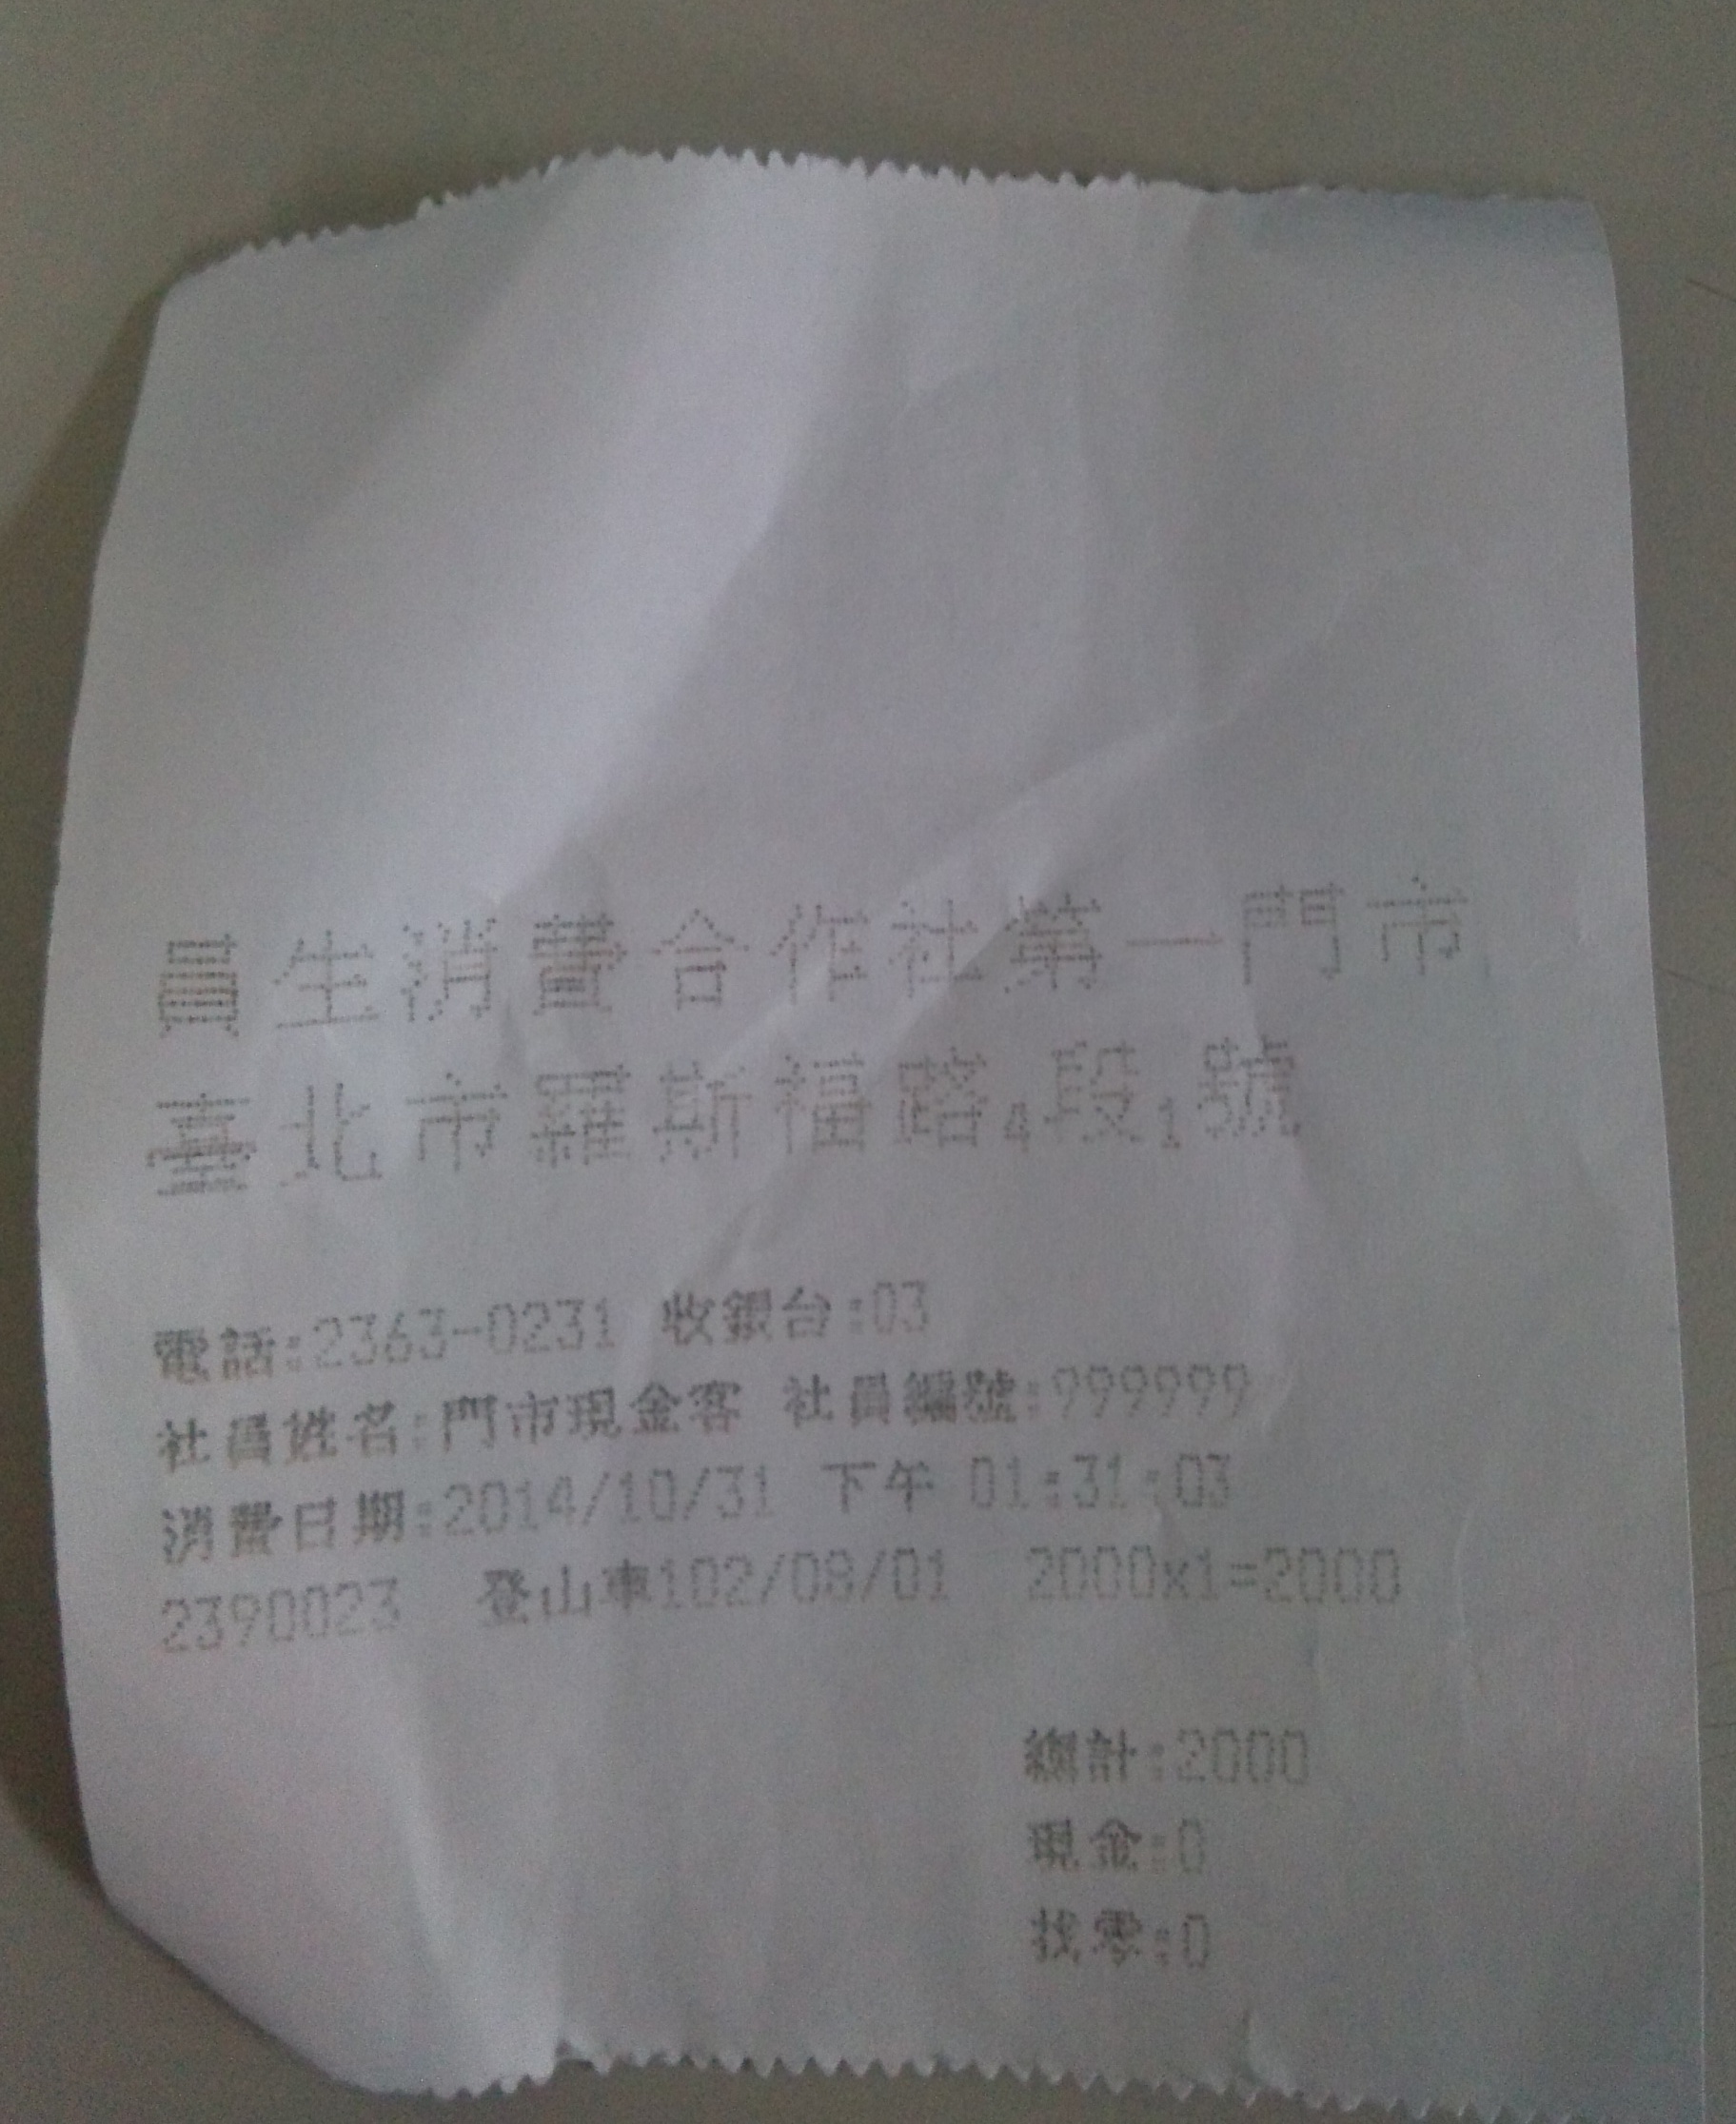 員生消費合作社第一門市
臺北市羅斯福路4段1號
電話:2363-0231 收銀台:03
社員姓名:門市現金客 社員編號:999999
消費日期:2014/10/31 下午 01:31:03
2390023 登山車102/08/01 2000x1=2000
總計:2000
現金:0
找零:0